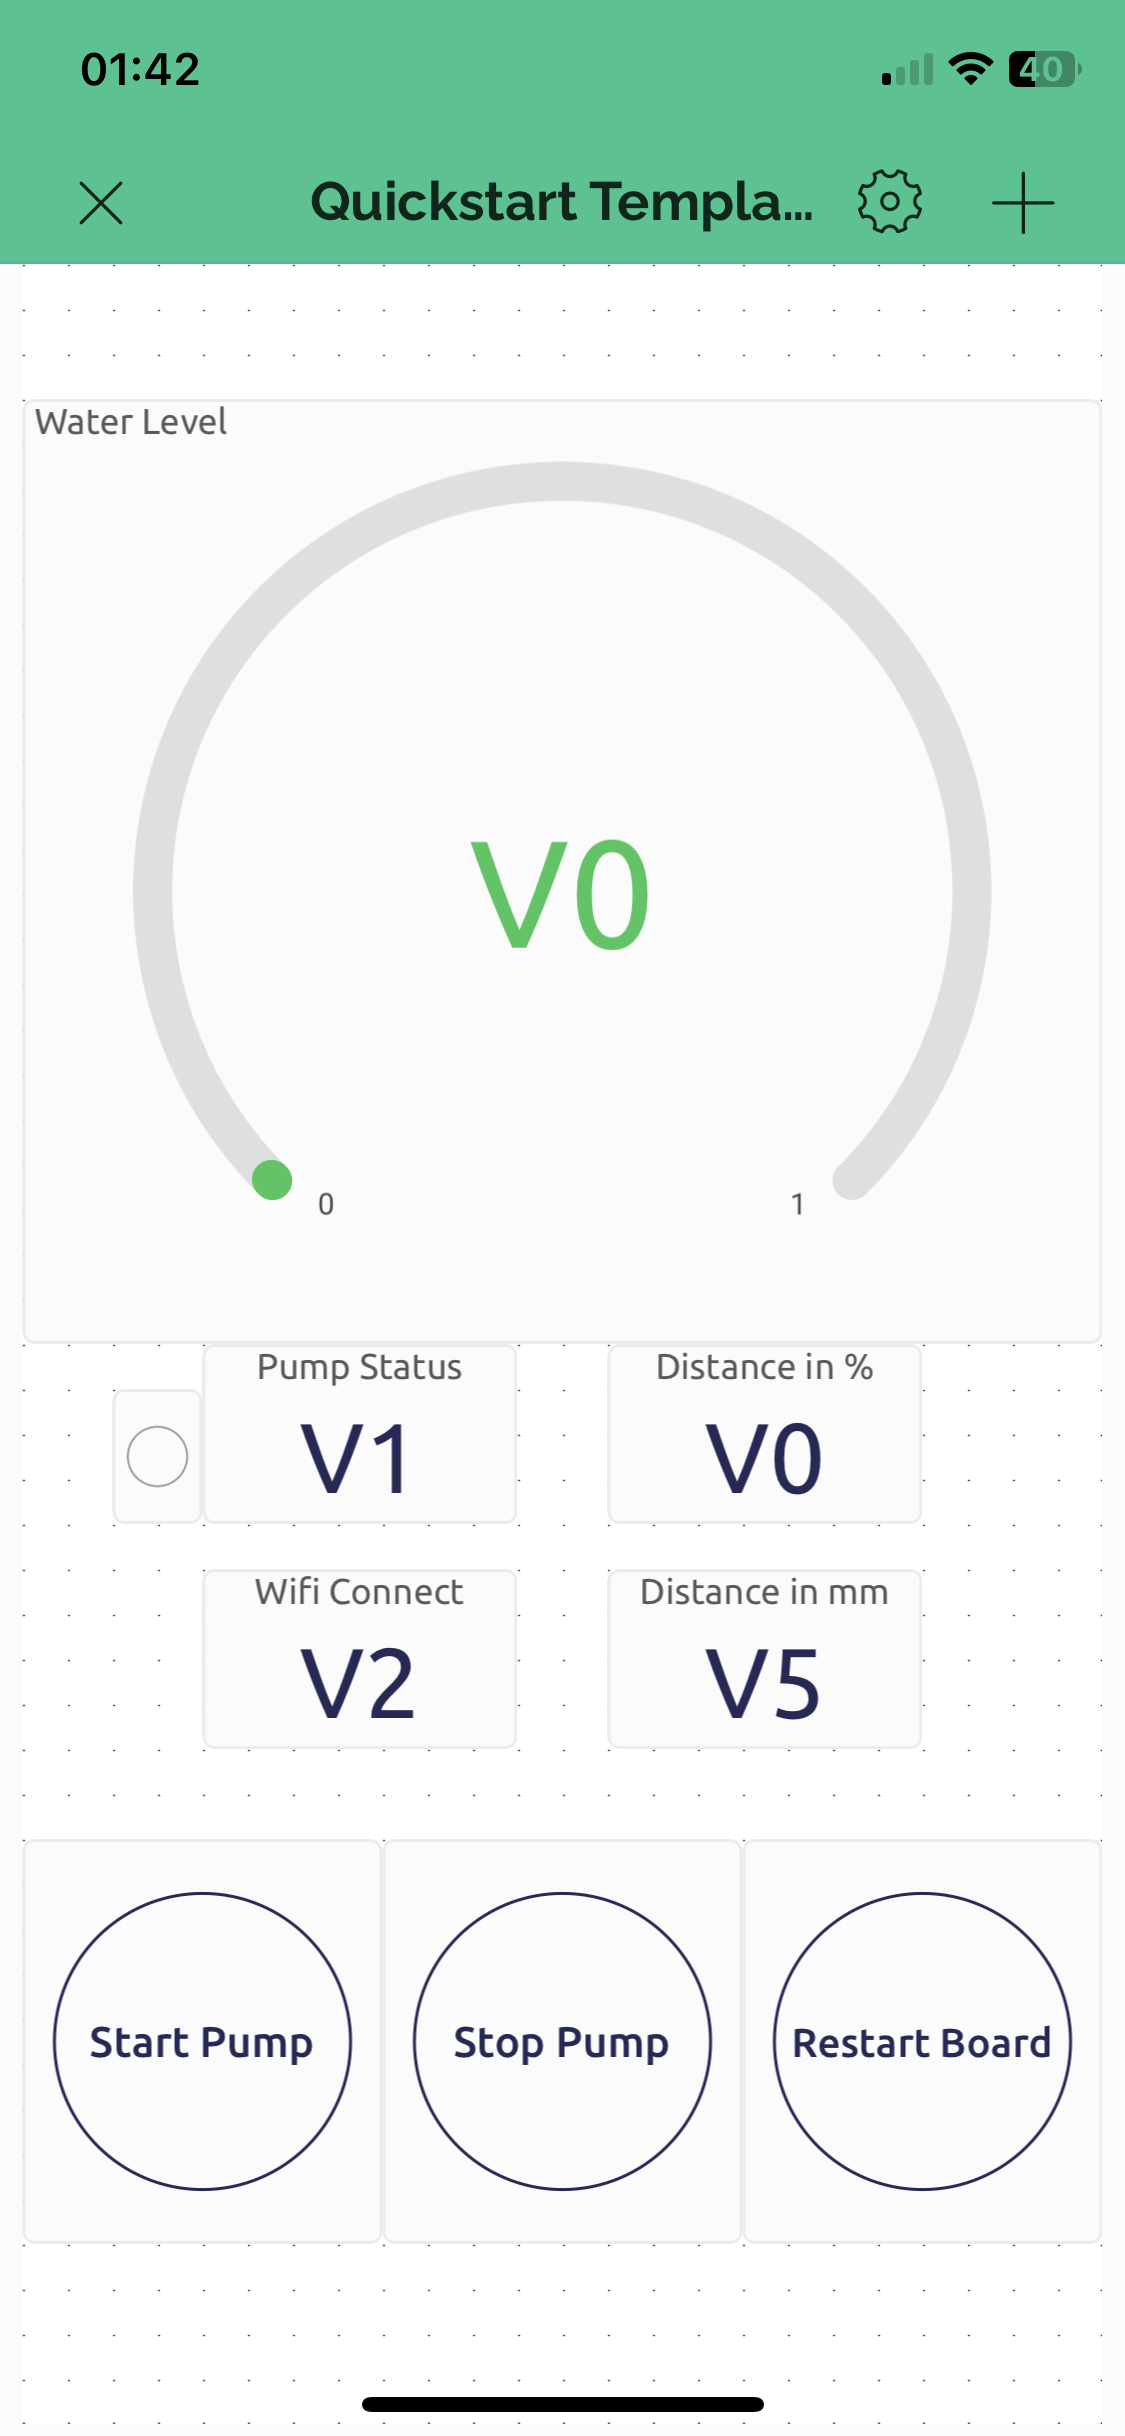 01:42
40
Quickstart Templa...
Water Level
V0
0
1
Pump Status
V1
Distance in %
V0
Wifi Connect
V2
Distance in mm
V5
Start Pump
Stop Pump
Restart Board